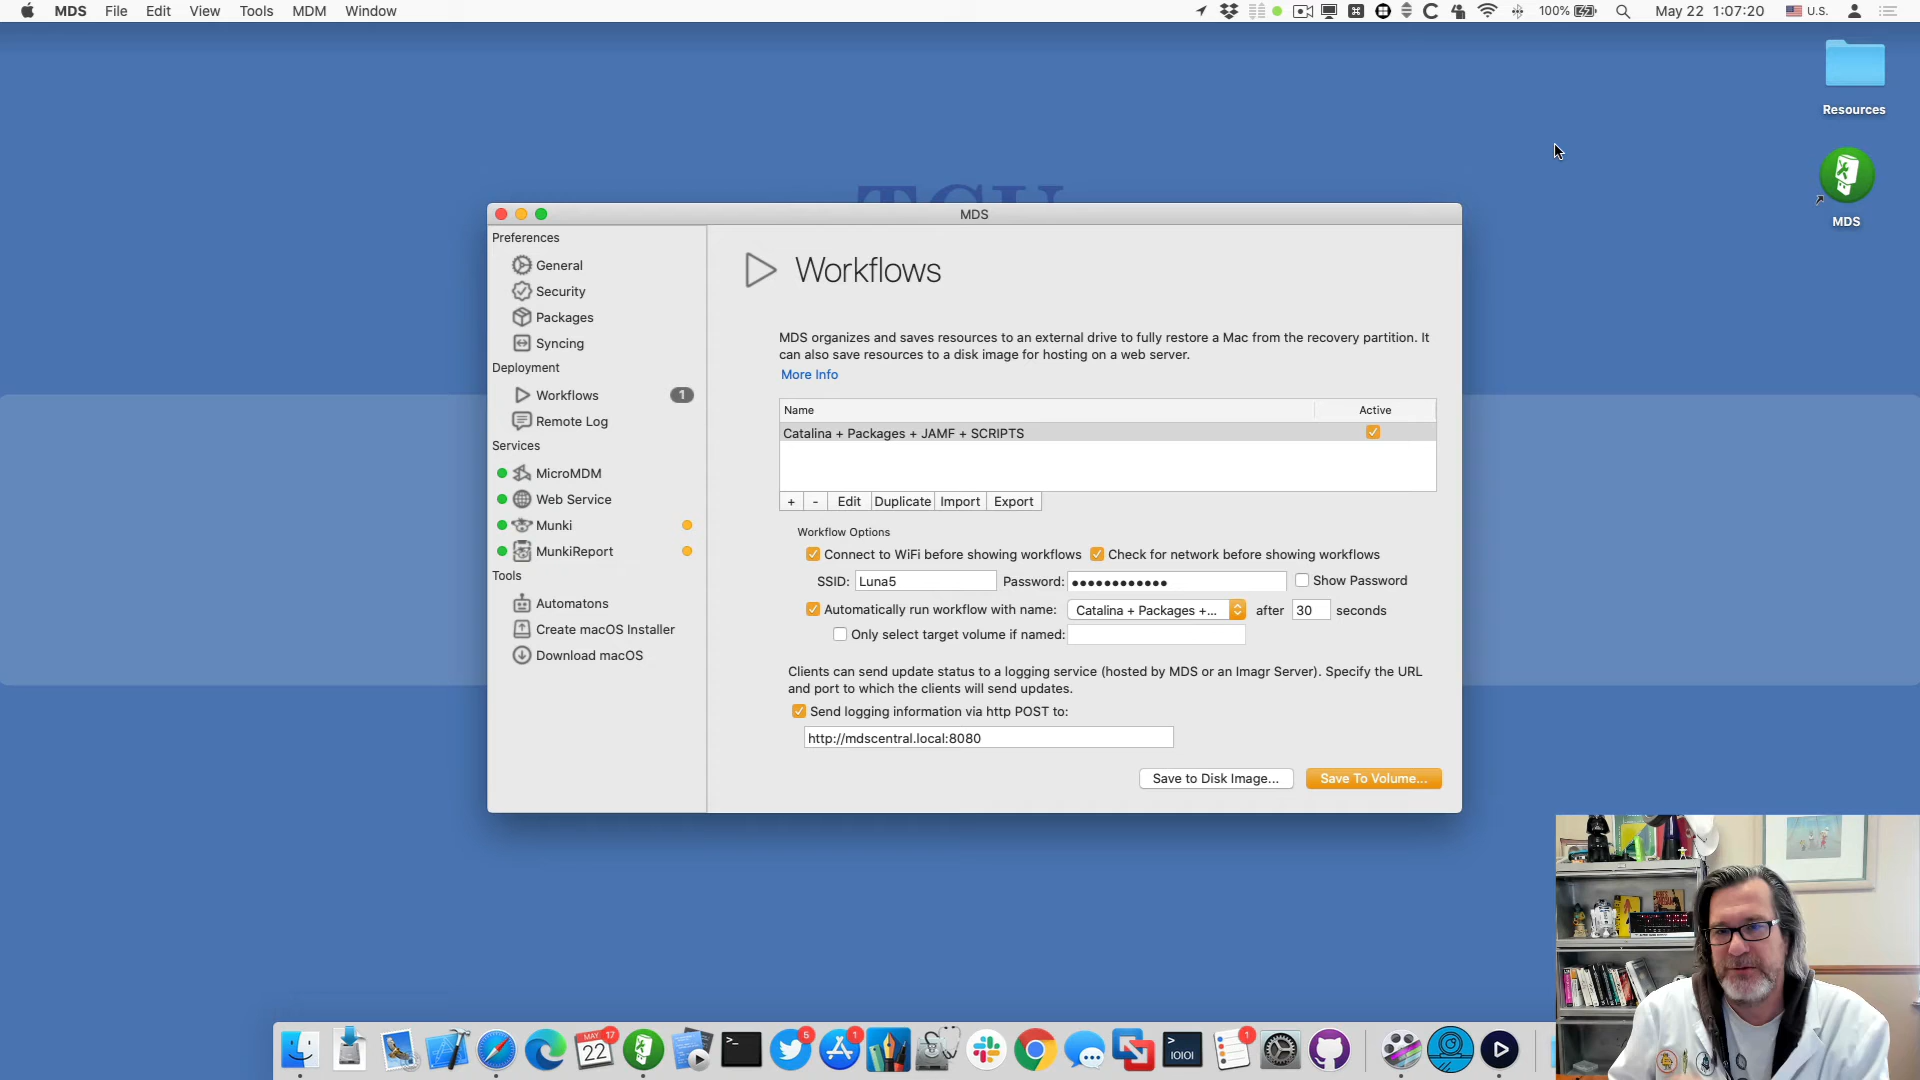 MDS File Edit View Tools MDM Window
100% May 22 1:07:20 U.S.
Resources
MDS
MDS
Preferences
General
Security
Packages
Syncing
Deployment
Workflows 1
Remote Log
Services
MicroMDM
Web Service
Munki
MunkiReport
Tools
Automatons
Create macOS Installer
Download macOS
Workflows
MDS organizes and saves resources to an external drive to fully restore a Mac from the recovery partition. It
can also save resources to a disk image for hosting on a web server.
More Info
Name Active
Catalina + Packages + JAMF + SCRIPTS
+ - Edit Duplicate Import Export
Workflow Options
Connect to WiFi before showing workflows Check for network before showing workflows
SSID: Luna5 Password: •••••••••••• Show Password
Automatically run workflow with name: Catalina + Packages +... after 30 seconds
Only select target volume if named:
Clients can send update status to a logging service (hosted by MDS or an Imagr Server). Specify the URL
and port to which the clients will send updates.
Send logging information via http POST to:
http://mdscentral.local:8080
Save to Disk Image... Save To Volume...
17
22
5
1
1
>_
>
IOIOI